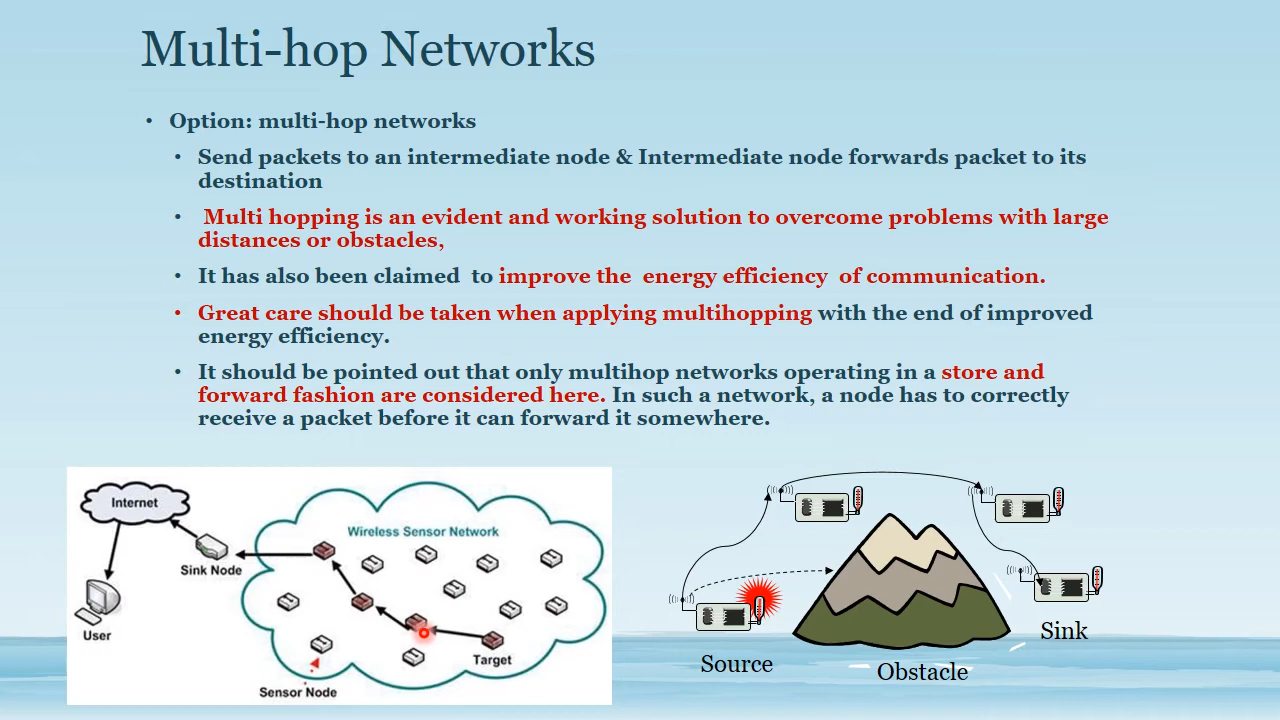 Multi-hop Networks
• Option: multi-hop networks
• Send packets to an intermediate node & Intermediate node forwards packet to its
destination
• Multi hopping is an evident and working solution to overcome problems with large
distances or obstacles,
• It has also been claimed to improve the energy efficiency of communication.
• Great care should be taken when applying multihopping with the end of improved
energy efficiency.
• It should be pointed out that only multihop networks operating in a store and
forward fashion are considered here. In such a network, a node has to correctly
receive a packet before it can forward it somewhere.
Internet
Wireless Sensor Network
Sink Node
User
Target
Sensor Node
Source
Obstacle
Sink